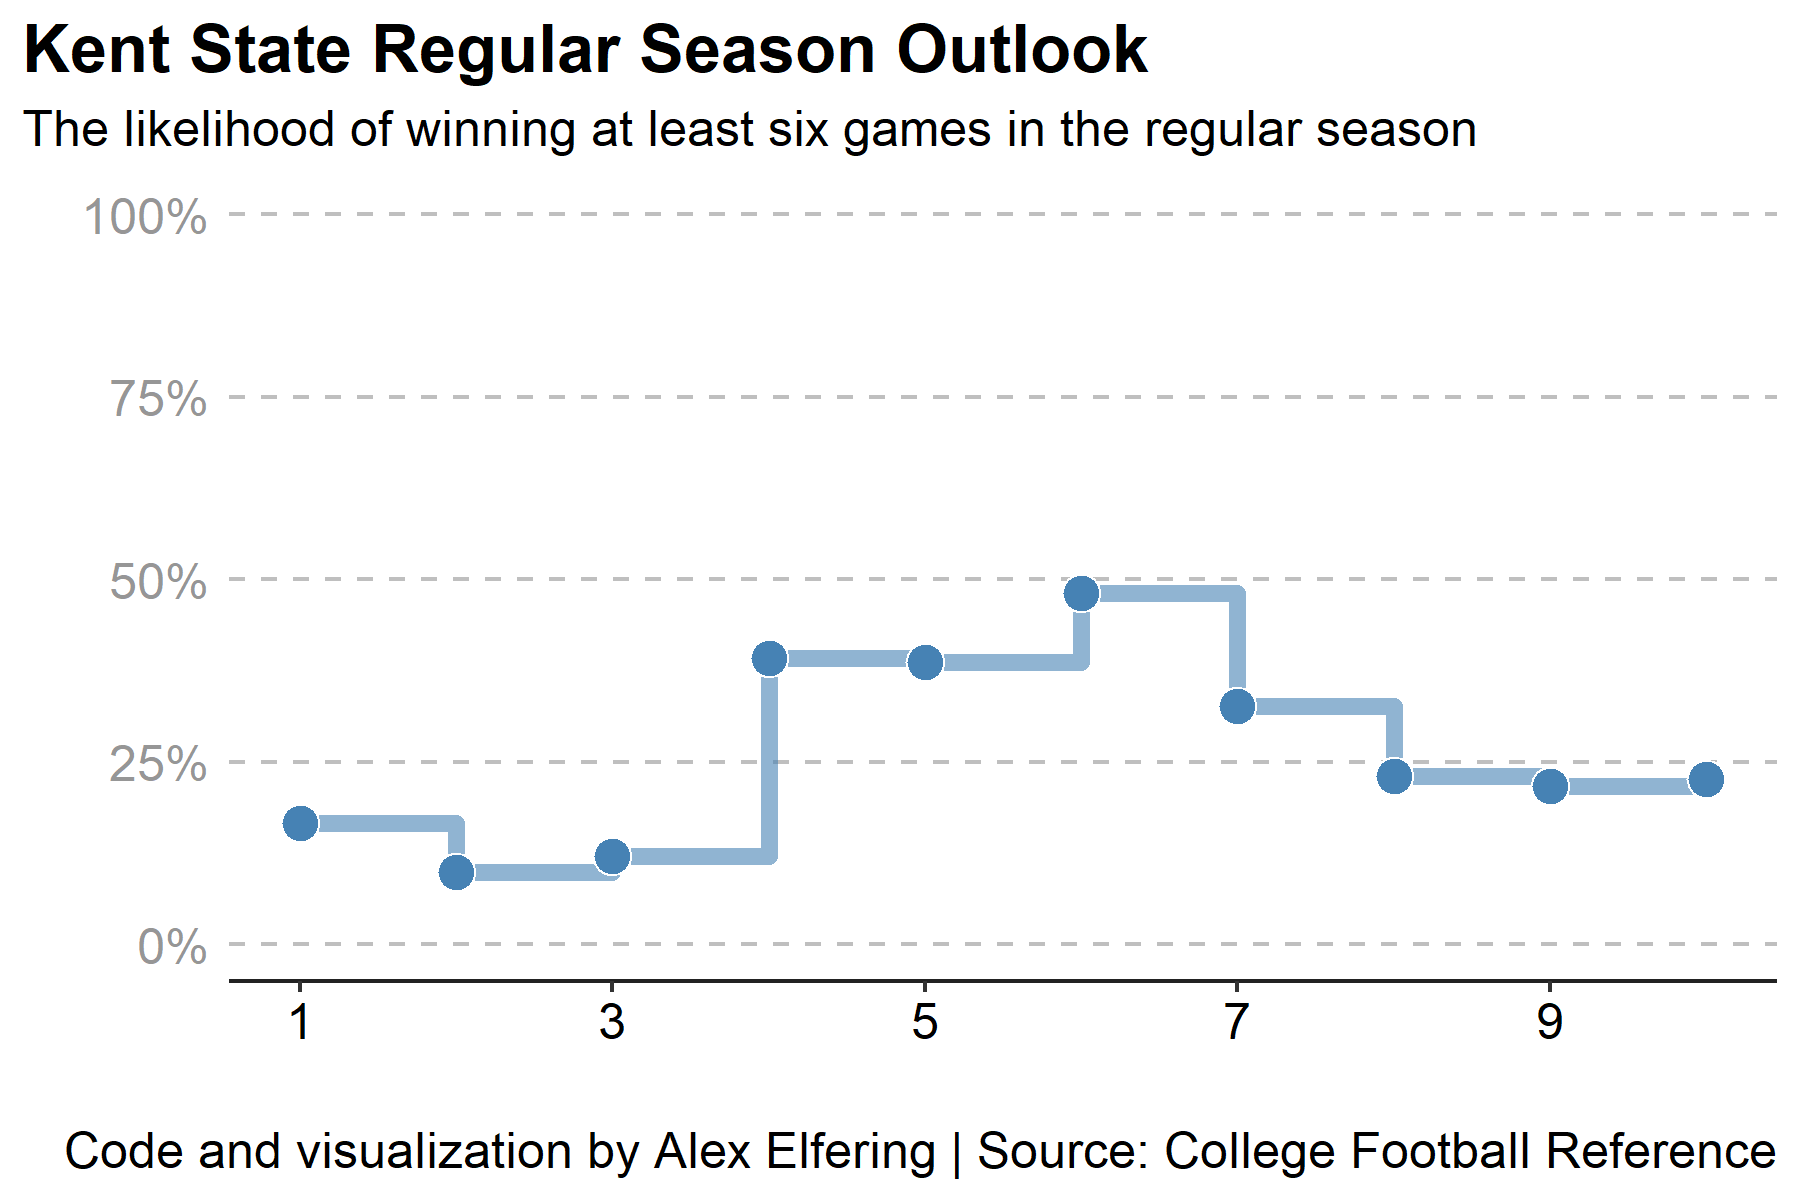 Kent State Regular Season Outlook
The likelihood of winning at least six games in the regular season
100%
75%
50%
25%
0%
1 3 5 7 9
Code and visualization by Alex Elfering | Source: College Football Reference